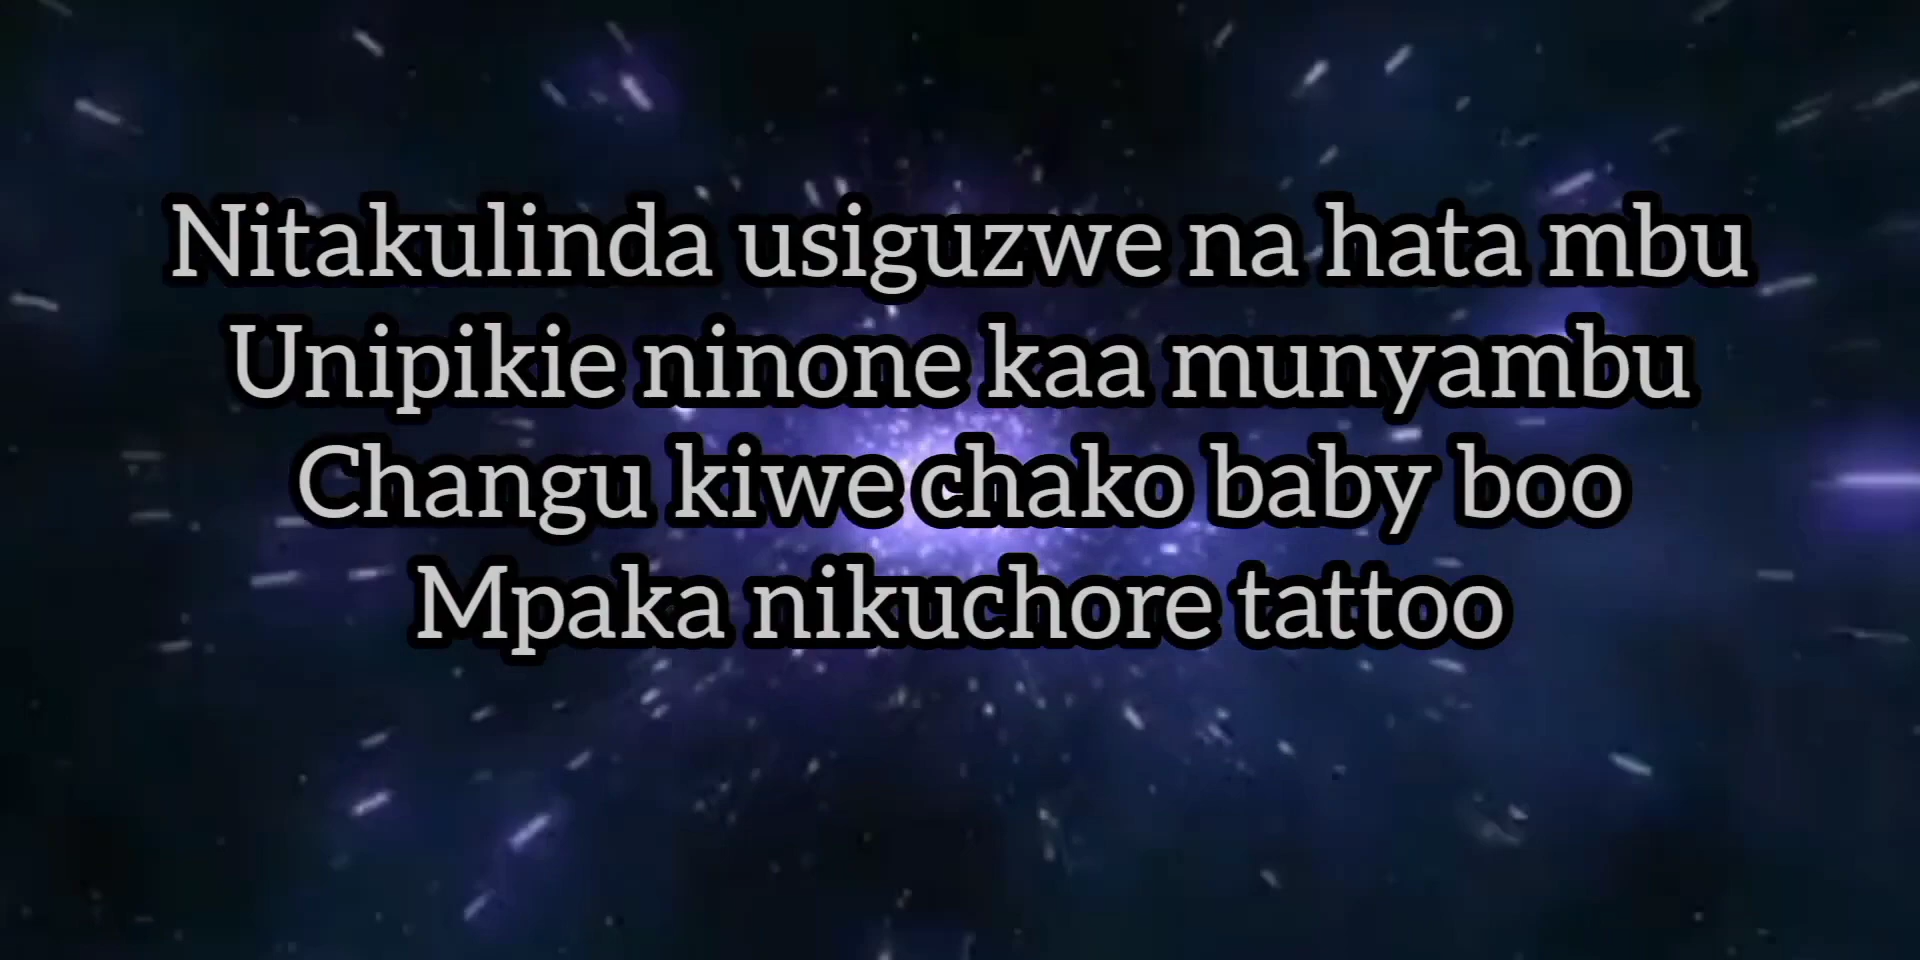 Nitakulinda usiguzwe na hata mbu
Unipikie ninone kaa munyambu
Changu kiwe chako baby boo
Mpaka nikuchore tattoo